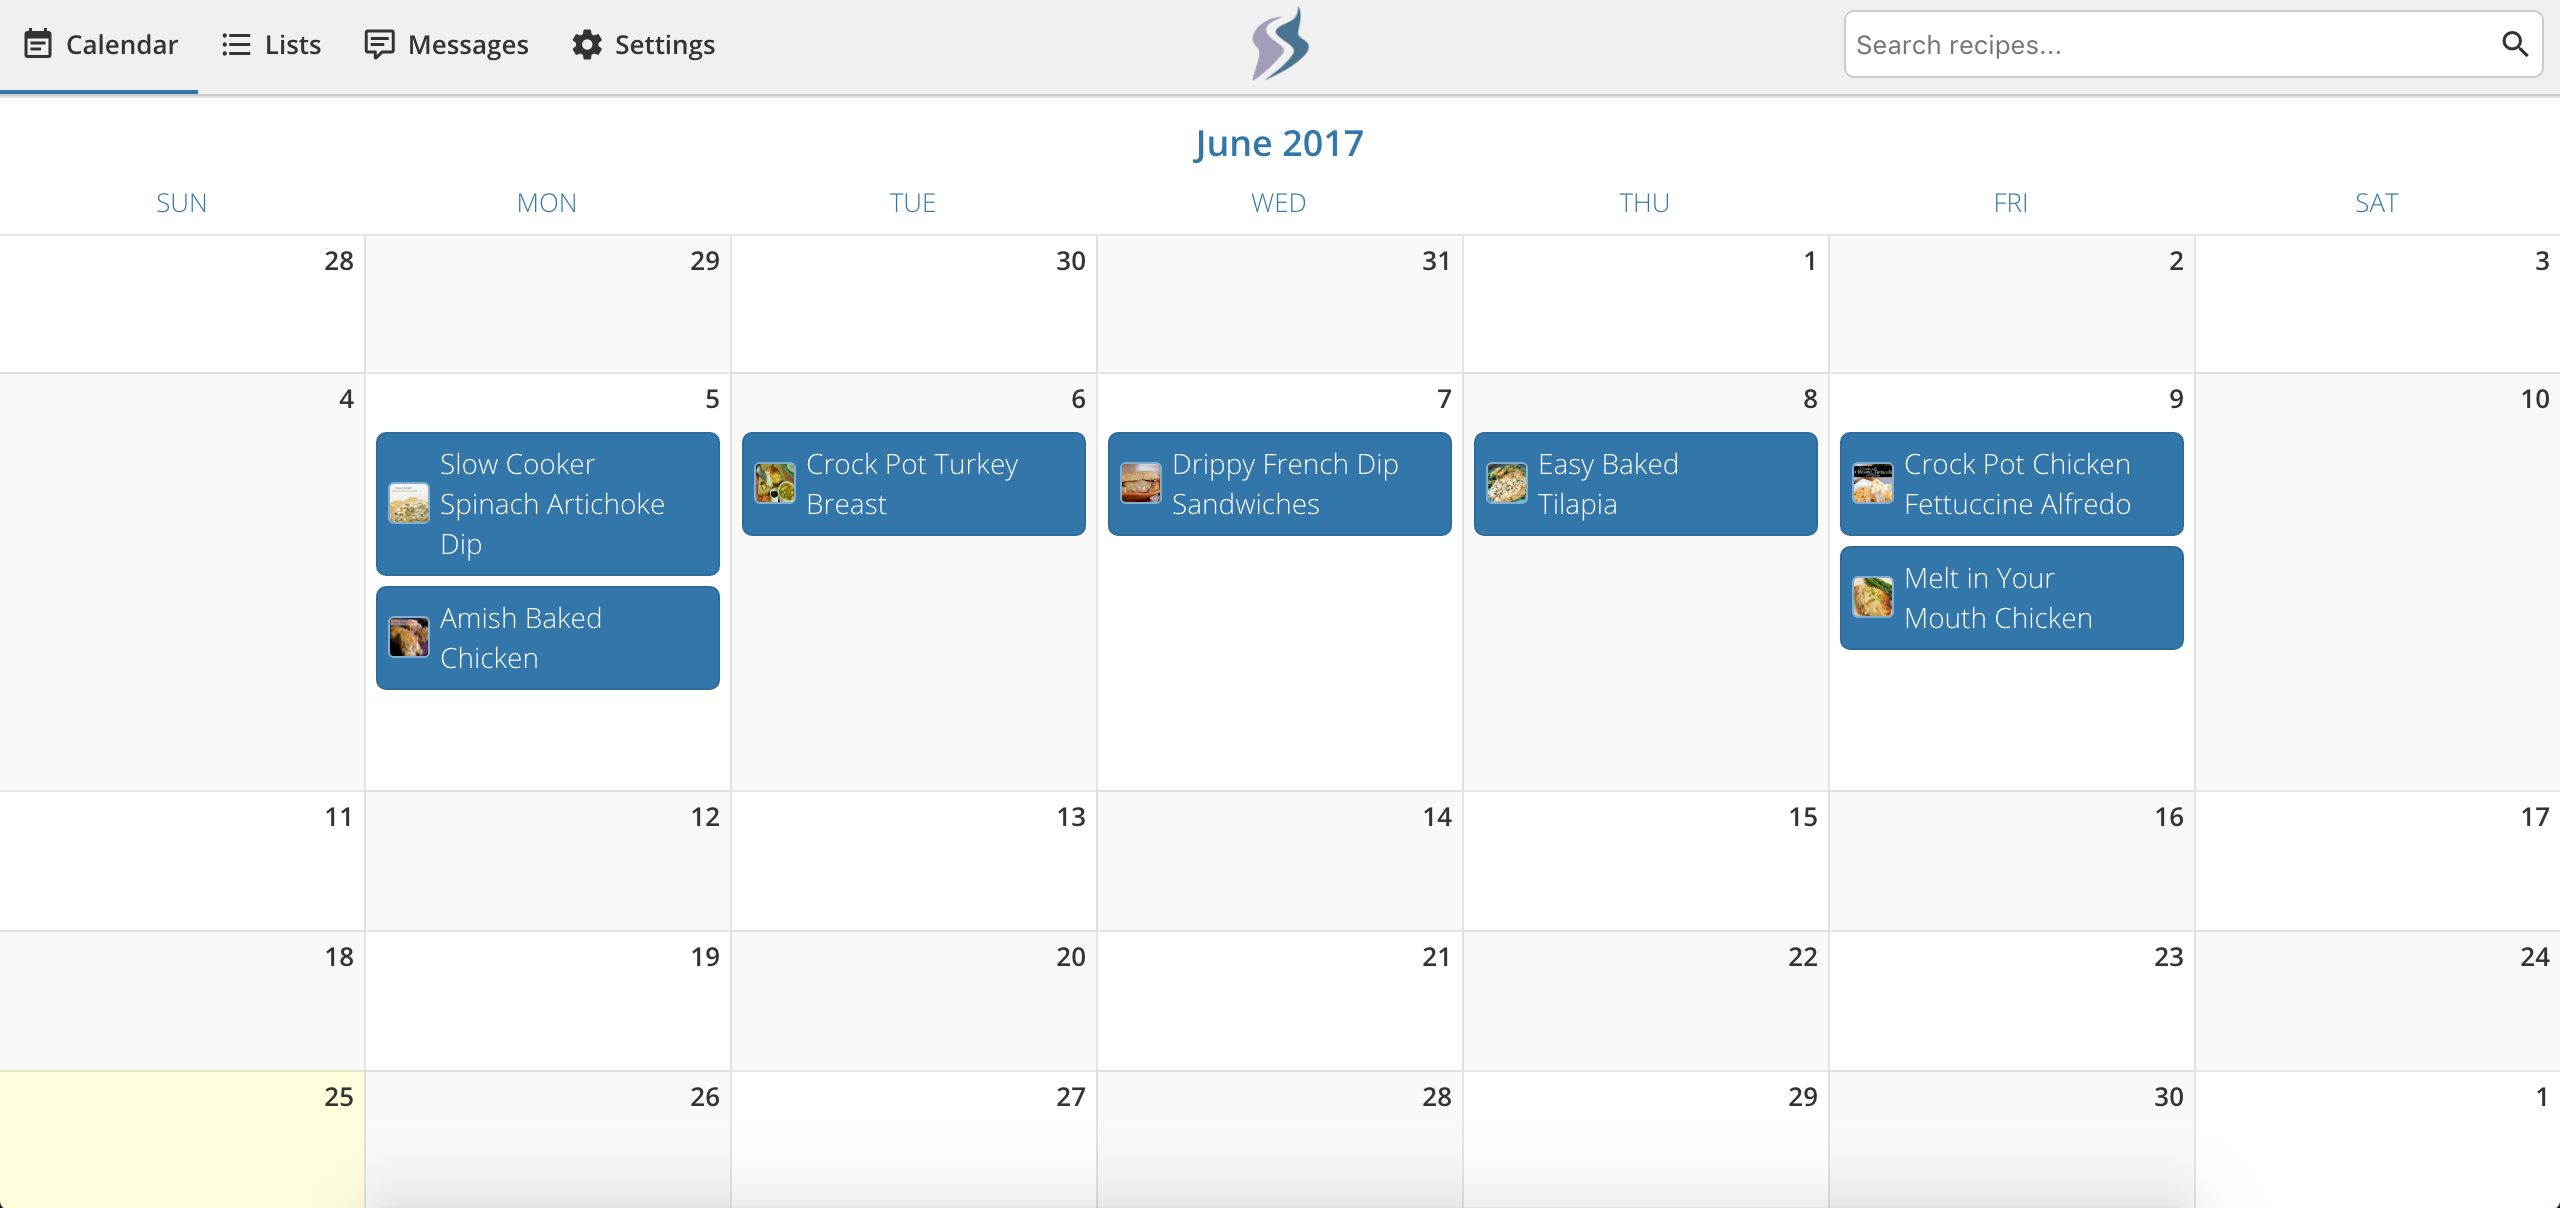 Calendar Lists Messages Settings Search recipes...
June 2017
SUN MON TUE WED THU FRI SAT
28 29 30 31 1 2 3
4 5 6 7 8 9 10
Slow Cooker
Spinach Artichoke
Dip
Amish Baked
Chicken
Crock Pot Turkey
Breast
Drippy French Dip
Sandwiches
Easy Baked
Tilapia
Crock Pot Chicken
Fettuccine Alfredo
Melt in Your
Mouth Chicken
11 12 13 14 15 16 17
18 19 20 21 22 23 24
25 26 27 28 29 30 1